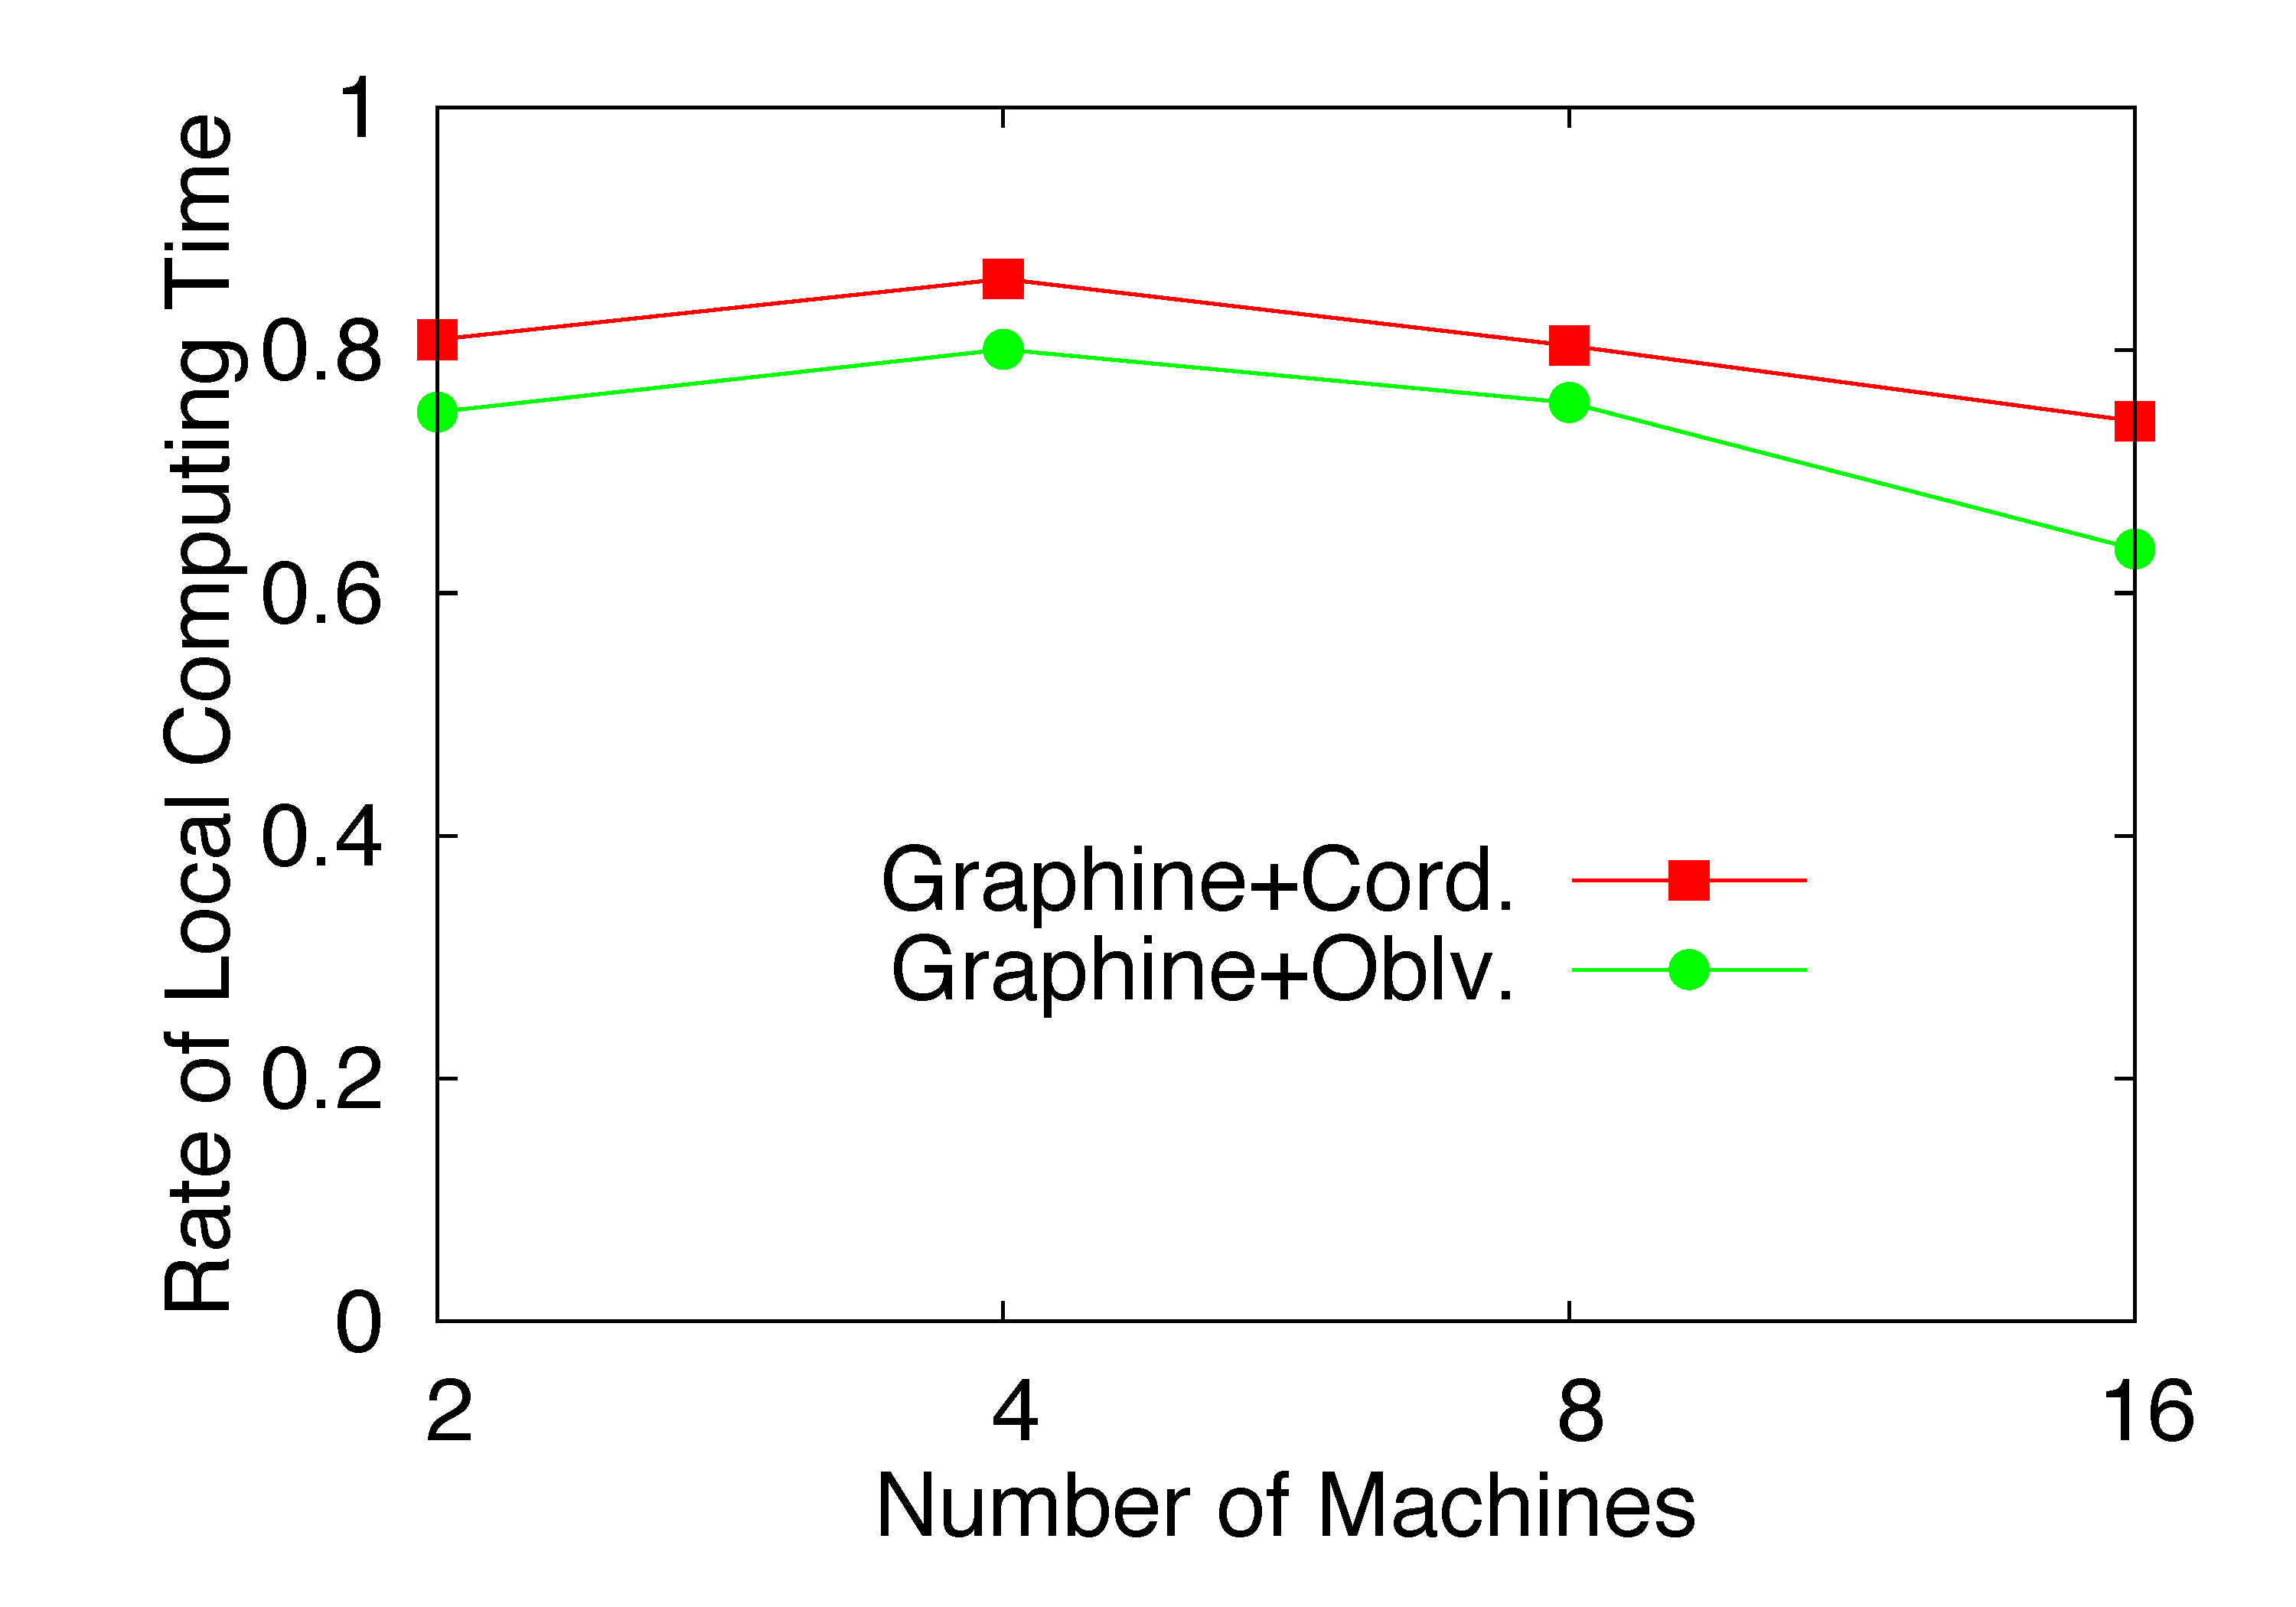 Rate of Local Computing Time
1
0.8
0.6
0.4
0.2
0
Graphine+Cord.
Graphine+Oblv.
2 4 8 16
Number of Machines